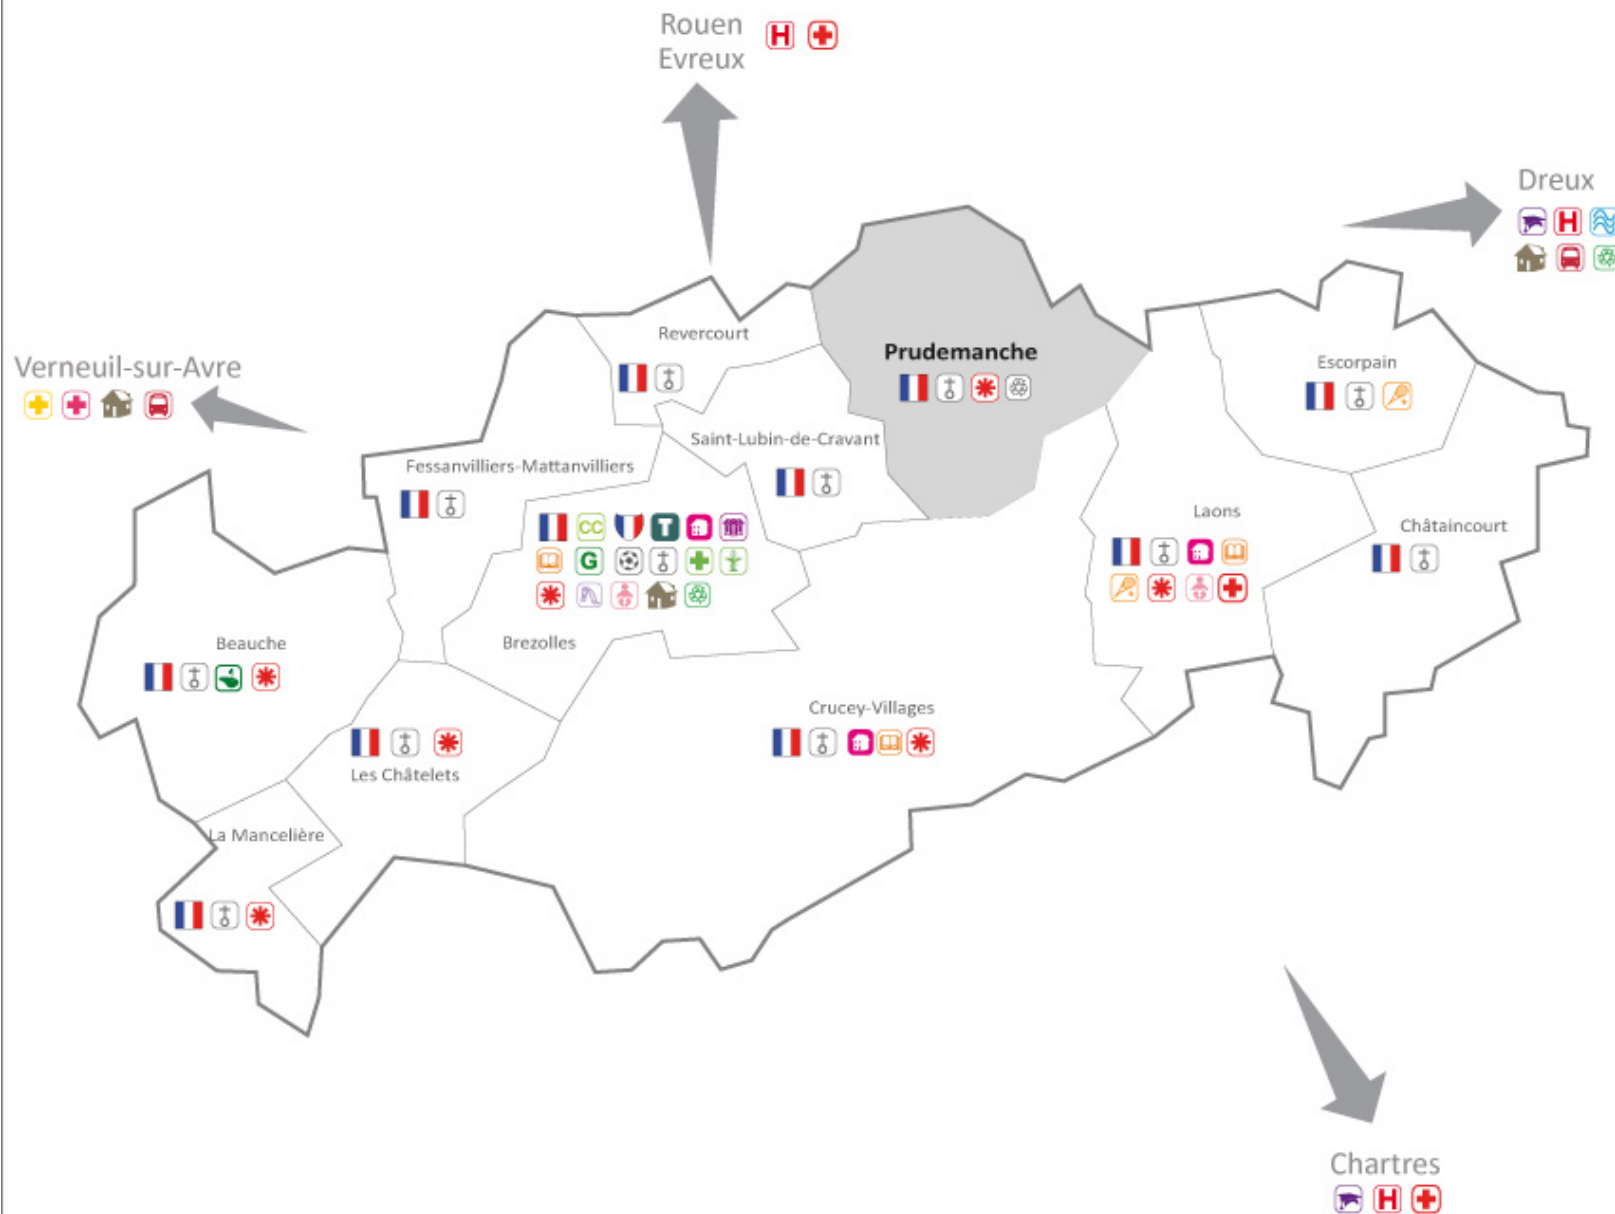 Rouen
Evreux
H
Dreux
H
Verneuil-sur-Avre
Revercourt
Prudemanche
Escorpain
Saint-Lubin-de-Cravant
Fessanvilliers-Mattanvilliers
CC
T
G
Laons
Châtaincourt
Beauche
Brezolles
Crucey-Villages
Les Châtelets
La Mancelière
Chartres
H